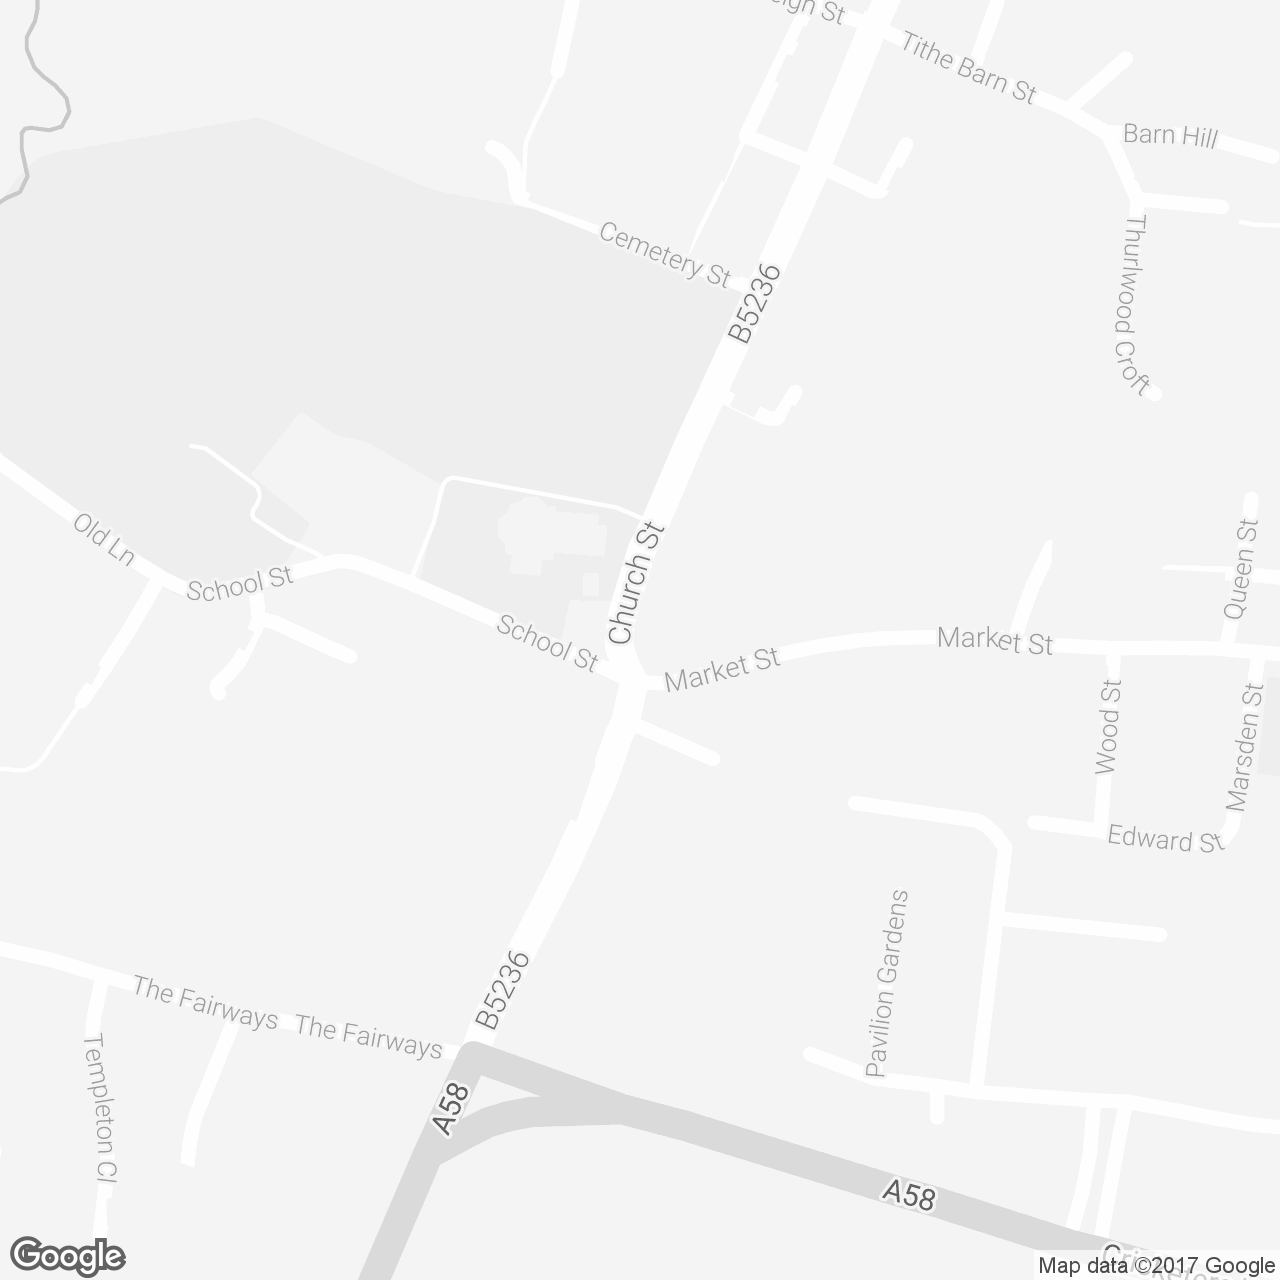 St
Tithe Barn St
Barn Hill
Cemetery St
Thurlwood Croft
B5236
Old Ln
School St
Church St
Queen St
School St
Market St
Market St
Wood St
Marsden St
Edward St
Pavilion Gardens
B5236
The Fairways
The Fairways
Templeton Cl
A58
A58
Google
Map data ©2017 Google